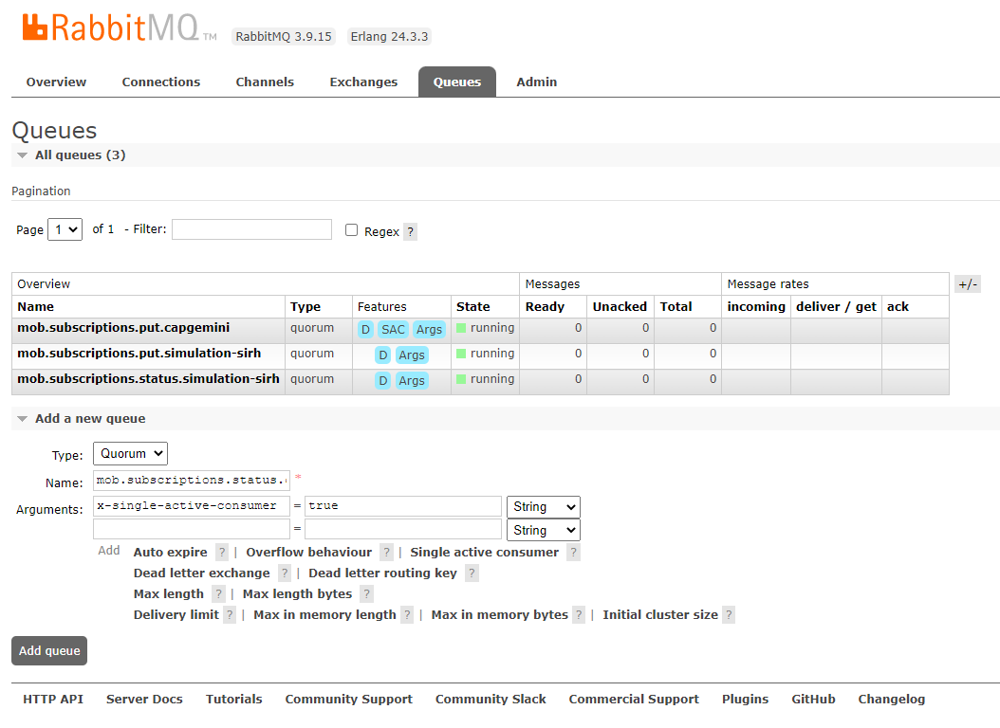 RabbitMQ TM RabbitMQ 3.9.15 Erlang 24.3.3
Overview Connections Channels Exchanges Queues Admin
Queues
All queues (3)
Pagination
Page 1 of 1 - Filter: Regex ?
Overview Messages Message rates +/-
Name Type Features State Ready Unacked Total incoming deliver / get ack
mob.subscriptions.put.capgemini quorum D SAC Args running 0 0 0
mob.subscriptions.put.simulation-sirh quorum D Args running 0 0 0
mob.subscriptions.status.simulation-sirh quorum D Args running 0 0 0
Add a new queue
Type: Quorum
Name: mob.subscriptions.status. *
Arguments: x-single-active-consumer = true String
= String
Add Auto expire ? | Overflow behaviour ? | Single active consumer ?
Dead letter exchange ? | Dead letter routing key ?
Max length ? | Max length bytes ?
Delivery limit ? | Max in memory length ? | Max in memory bytes ? | Initial cluster size ?
Add queue
HTTP API Server Docs Tutorials Community Support Community Slack Commercial Support Plugins GitHub Changelog